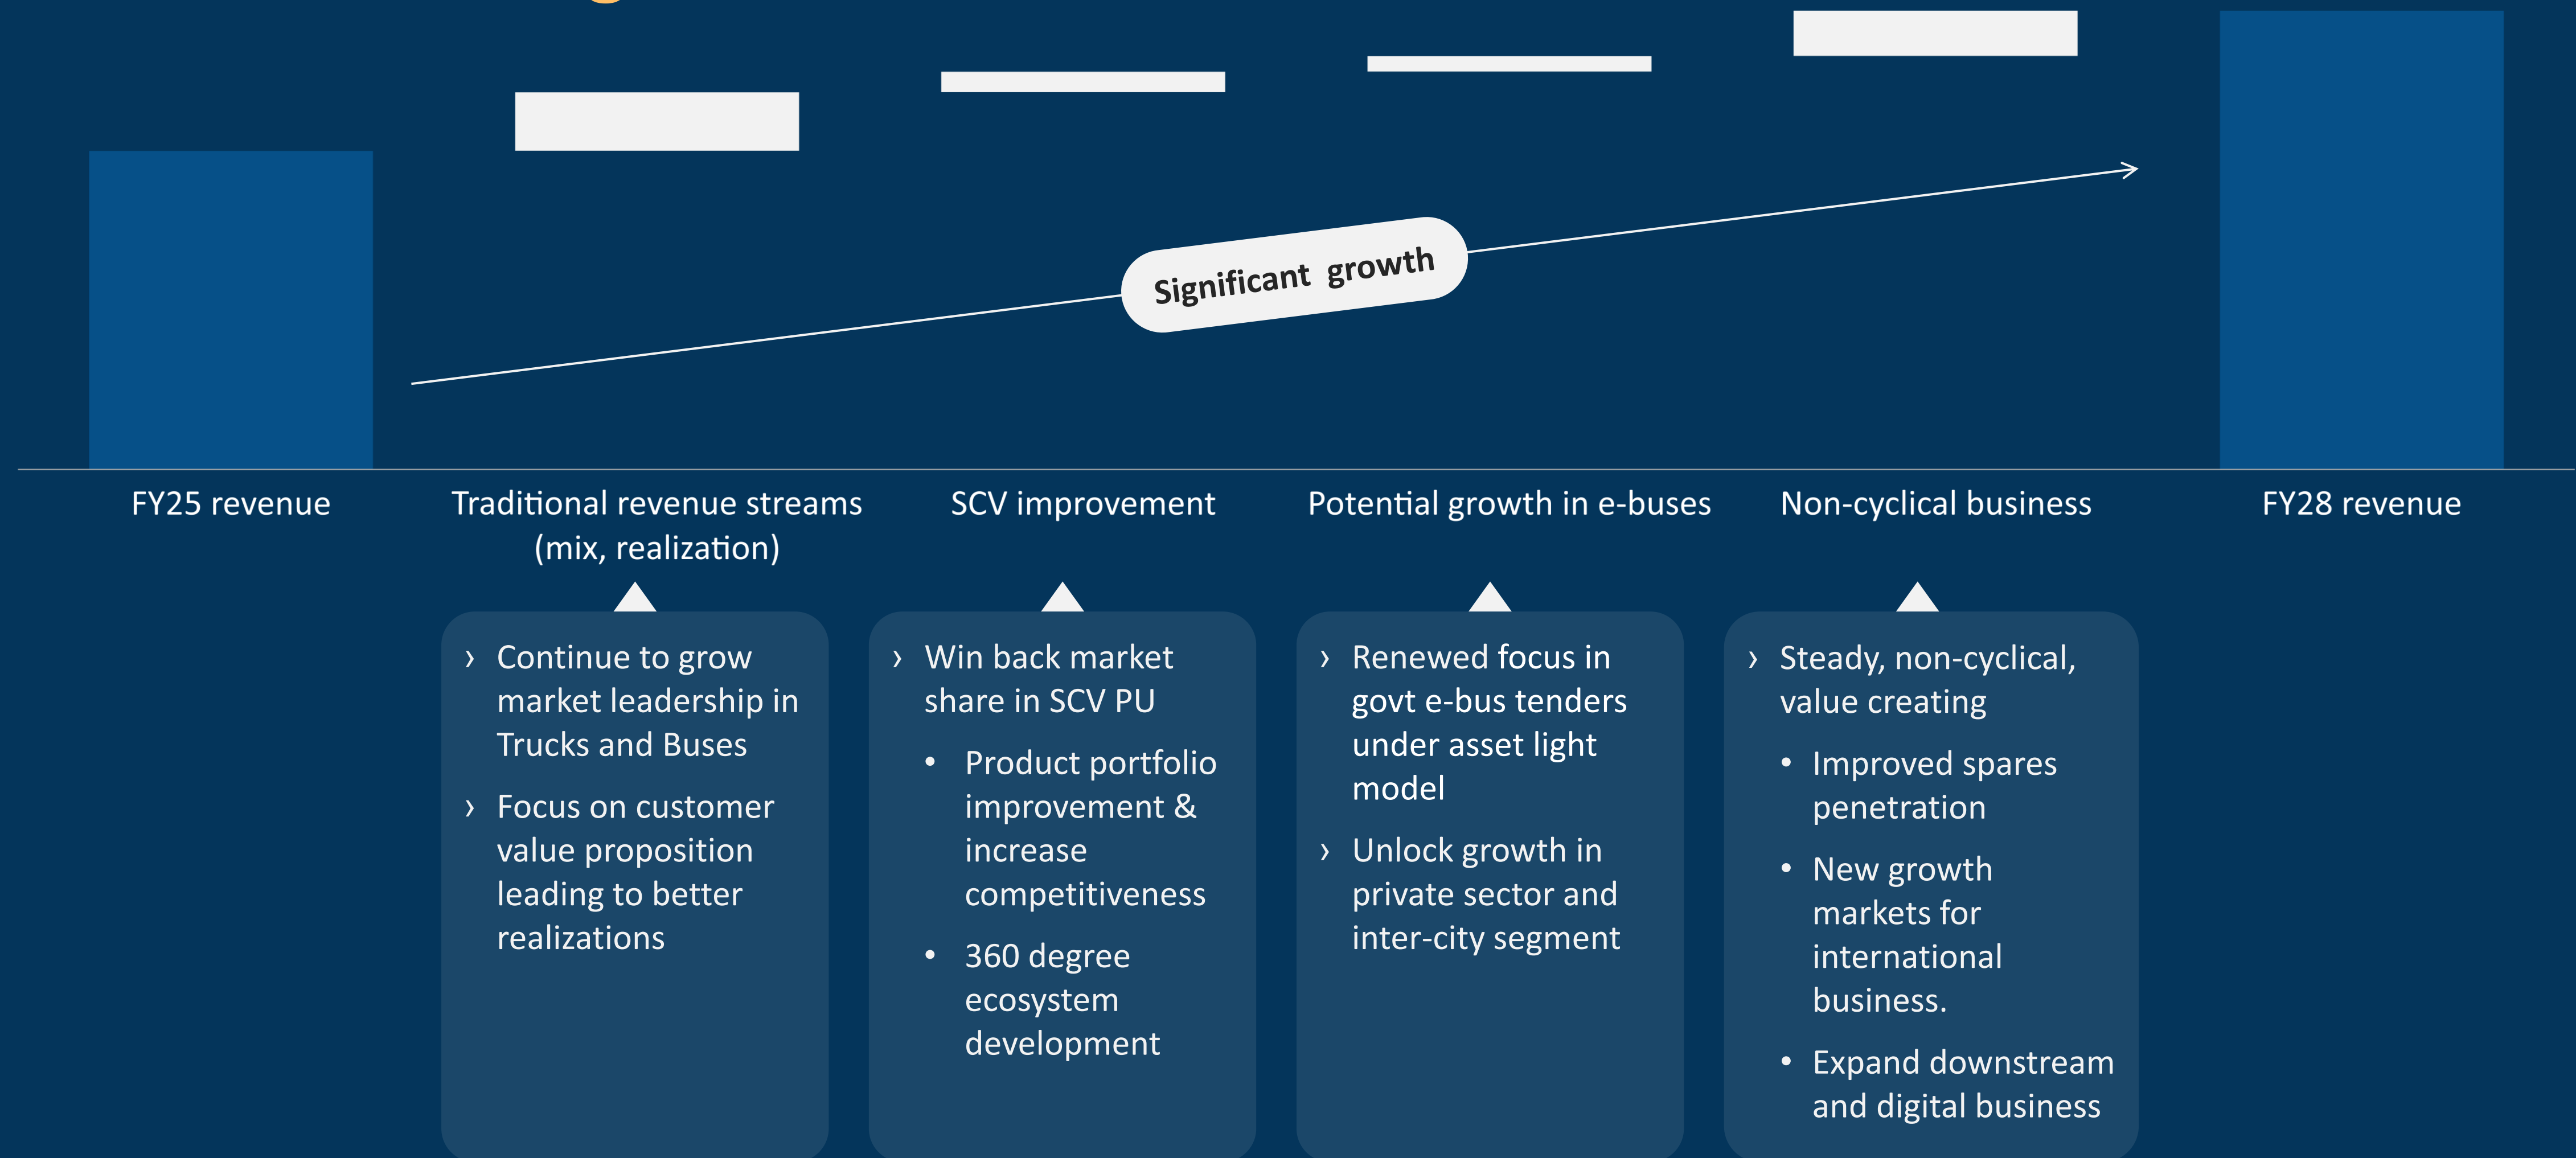 Significant growth
FY25 revenue
Traditional revenue streams
(mix, realization)
SCV improvement
Potential growth in e-buses
Non-cyclical business
FY28 revenue
› Continue to grow
market leadership in
Trucks and Buses
› Focus on customer
value proposition
leading to better
realizations
› Win back market
share in SCV PU
• Product portfolio
improvement &
increase
competitiveness
• 360 degree
ecosystem
development
› Renewed focus in
govt e-bus tenders
under asset light
model
› Unlock growth in
private sector and
inter-city segment
› Steady, non-cyclical,
value creating
• Improved spares
penetration
• New growth
markets for
international
business.
• Expand downstream
and digital business